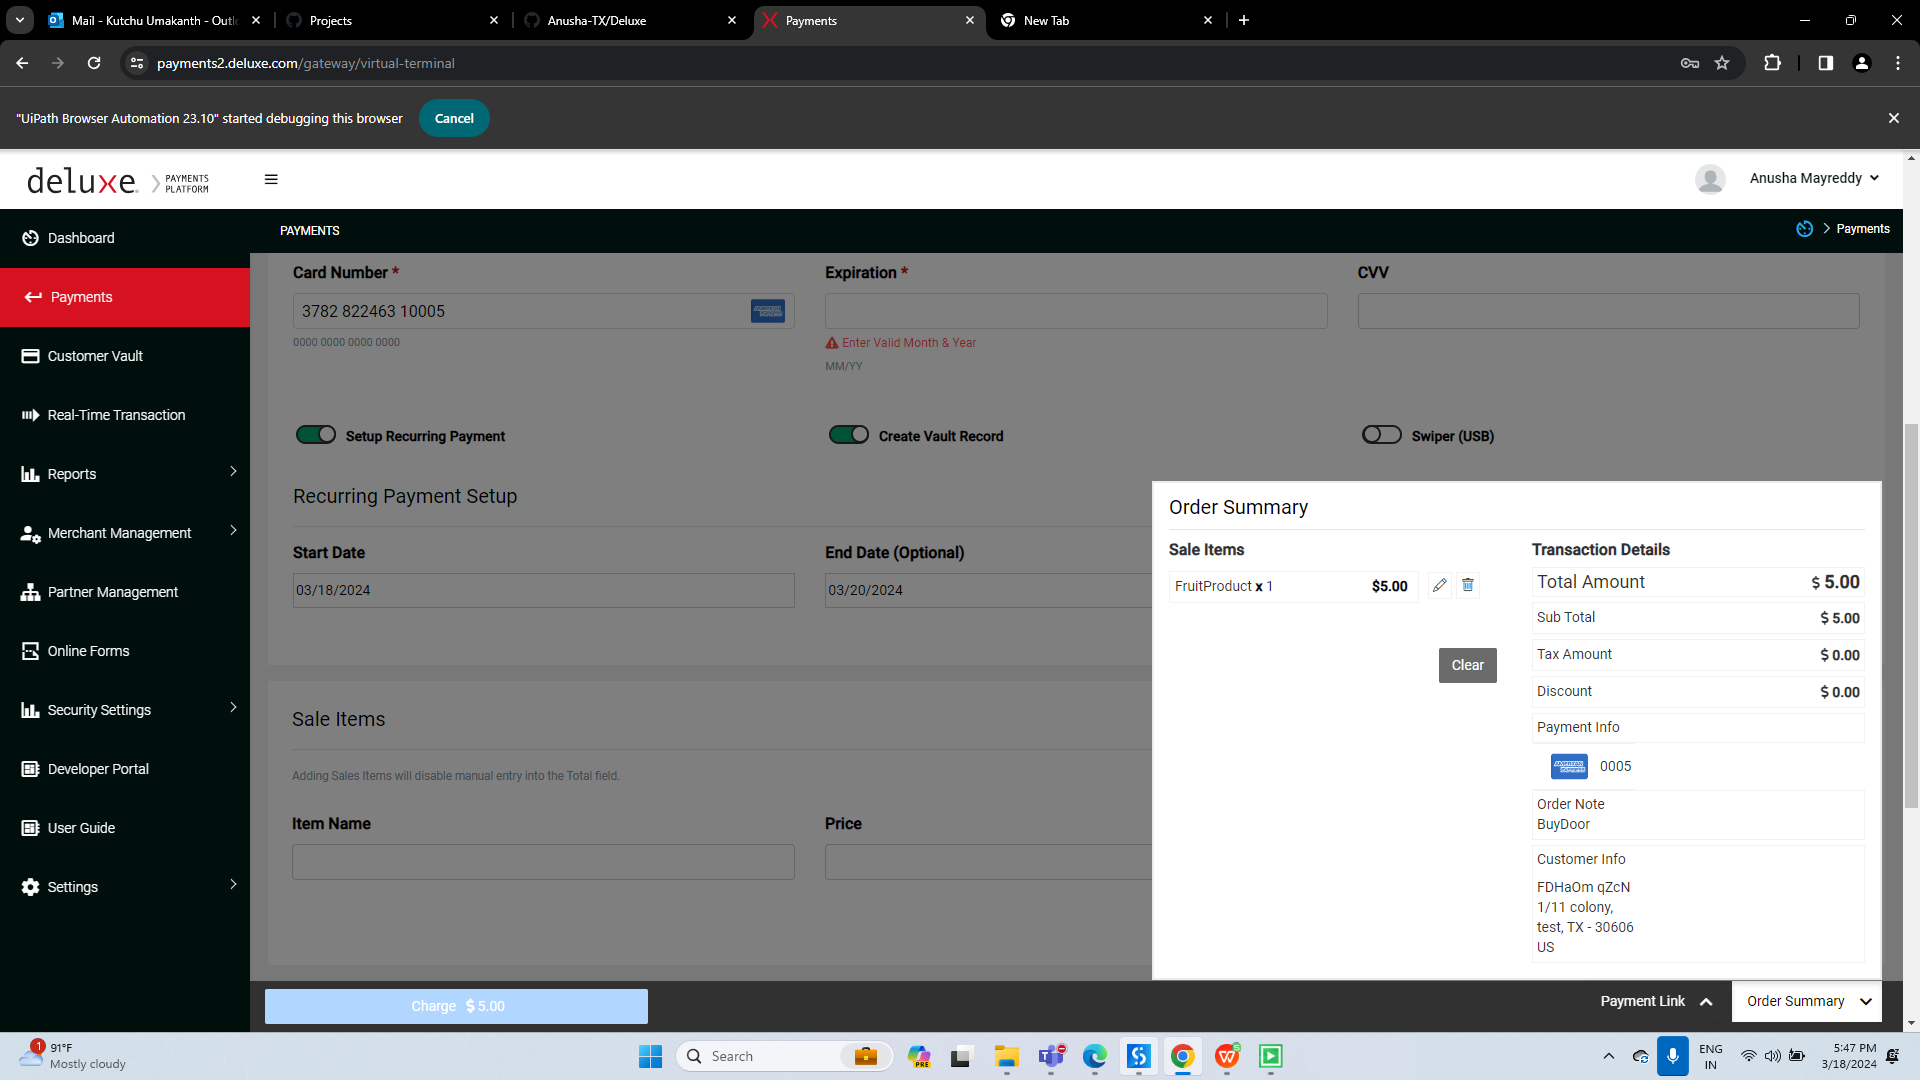 Mail - Kutchu Umakanth - Outl
Projects
Anusha-TX/Deluxe
Payments
New Tab
payments2.deluxe.com/gateway/virtual-terminal
"UiPath Browser Automation 23.10" started debugging this browser
Cancel
deluxe.
PAYMENTS
PLATFORM
Anusha Mayreddy
Dashboard
Payments
Customer Vault
Real-Time Transaction
Reports
Merchant Management
Partner Management
Online Forms
Security Settings
Developer Portal
User Guide
Settings
PAYMENTS
Payments
Card Number *
Expiration *
CVV
3782 822463 10005
AMERICAN EXPRESS
0000 0000 0000 0000
Enter Valid Month & Year
MM/YY
Setup Recurring Payment
Create Vault Record
Swiper (USB)
Recurring Payment Setup
Start Date
End Date (Optional)
03/18/2024
03/20/2024
Sale Items
Adding Sales Items will disable manual entry into the Total field.
Item Name
Price
Order Summary
Sale Items
FruitProduct x 1
$5.00
Clear
Transaction Details
Total Amount
$ 5.00
Sub Total
$ 5.00
Tax Amount
$ 0.00
Discount
$ 0.00
Payment Info
AMERICAN EXPRESS
0005
Order Note
BuyDoor
Customer Info
FDHaOm qZcN
1/11 colony,
test, TX - 30606
US
Charge $ 5.00
Payment Link
Order Summary
1
91°F
Mostly cloudy
Search
PRE
ENG
IN
5:47 PM
3/18/2024